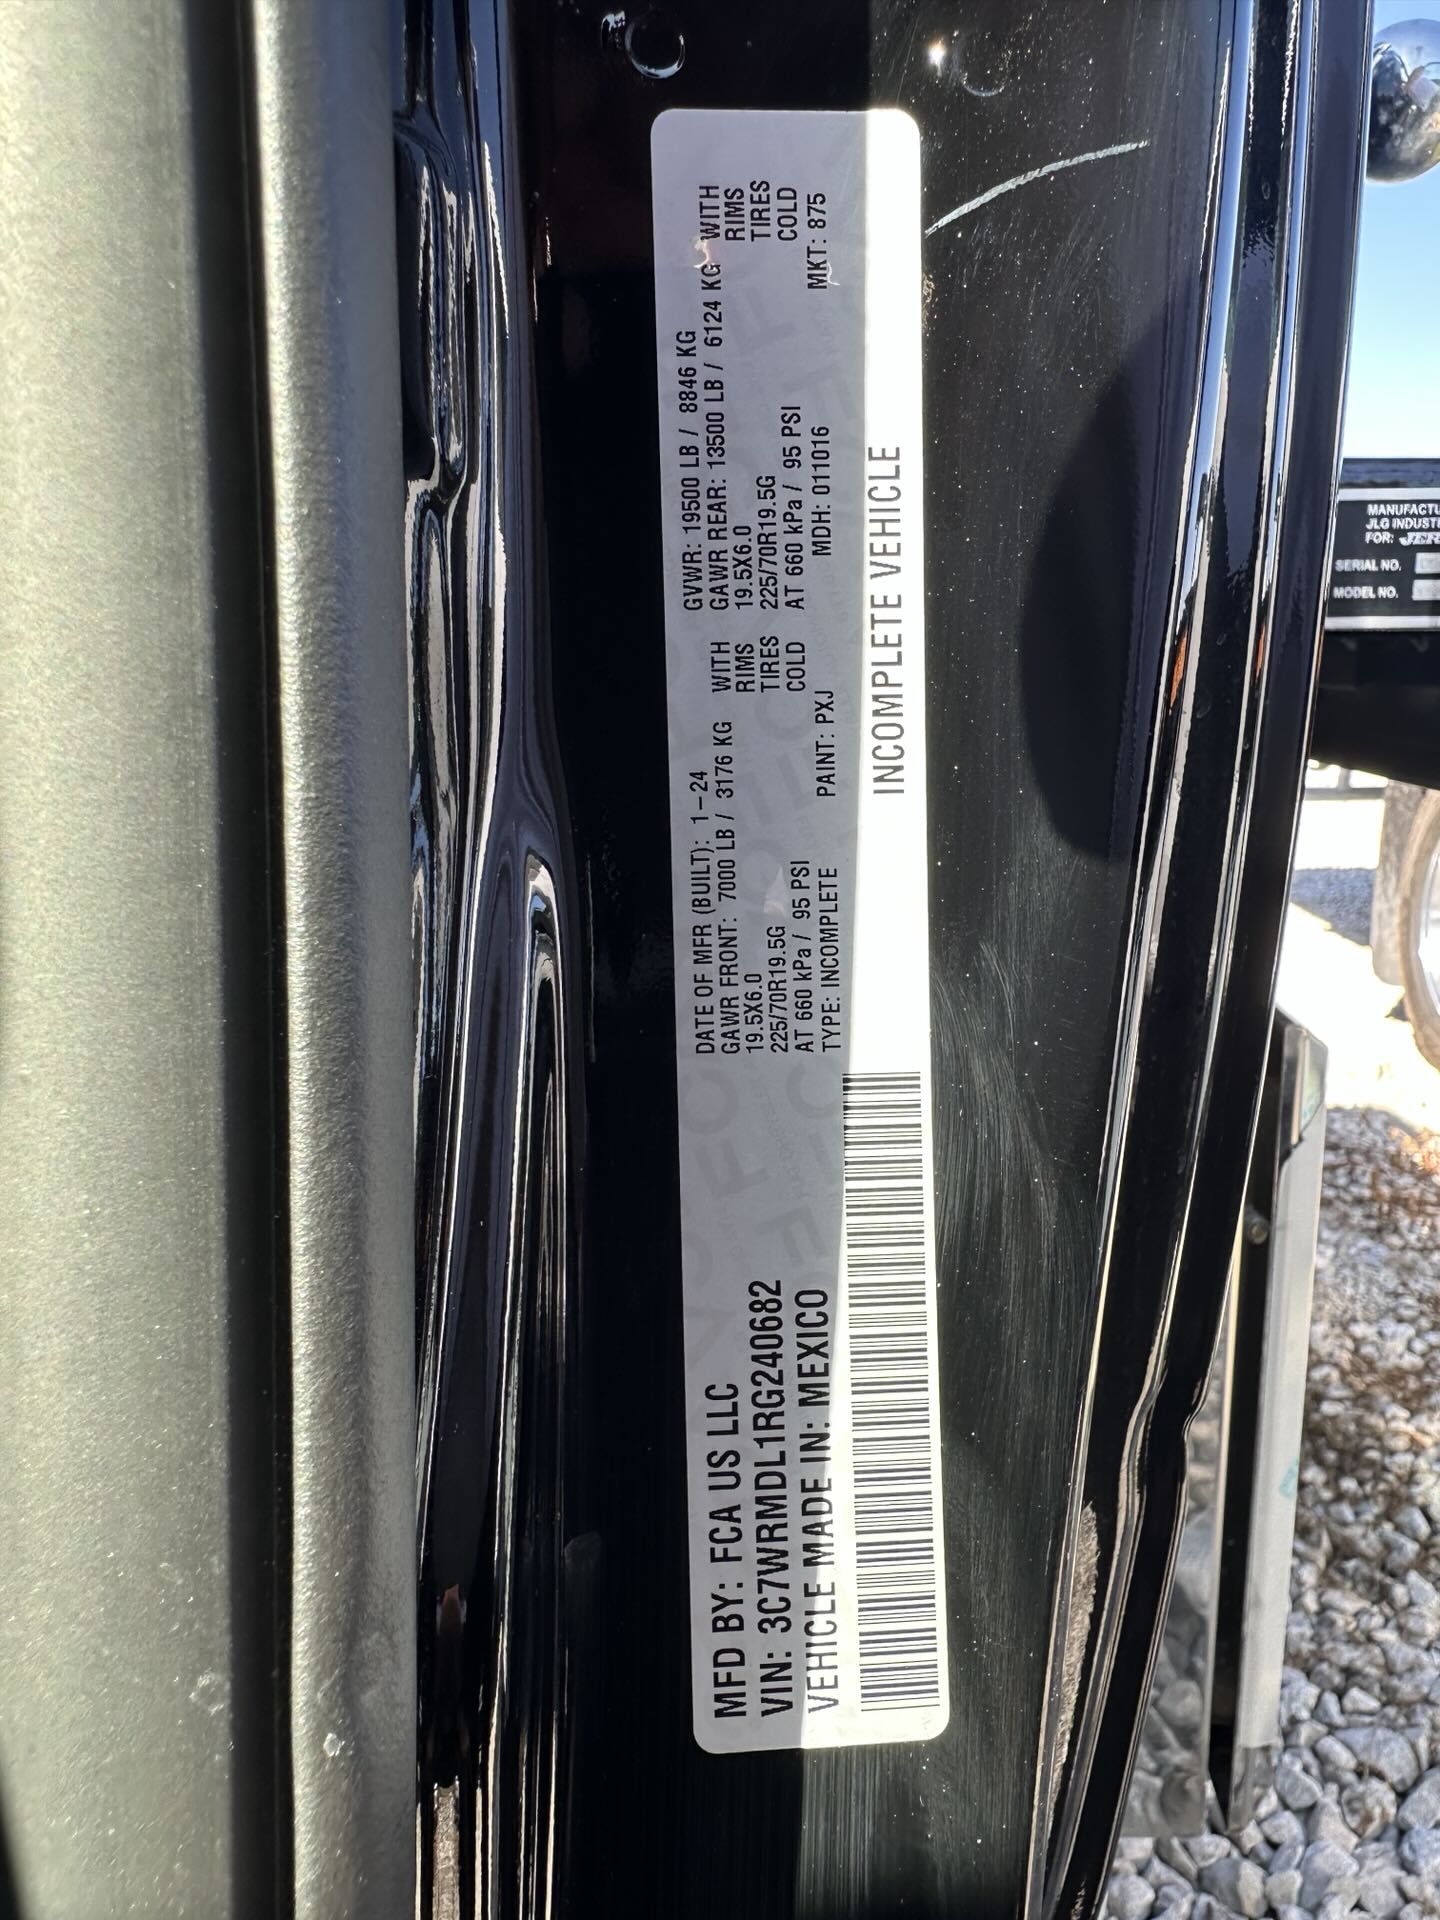 MFD BY: FCA US LLC
VIN: 3C7WRMDL1RG240682
VEHICLE MADE IN: MEXICO
DATE OF MFR (BUILT): 1-24
GAWR FRONT: 7000 LB / 3176 KG WITH
19.5X6.0 RIMS
225/70R19.5G TIRES
AT 660 kPa / 95 PSI COLD
TYPE: INCOMPLETE PAINT: PXJ
GVWR: 19500 LB / 8846 KG
GAWR REAR: 13500 LB / 6124 KG WITH
19.5X6.0 RIMS
225/70R19.5G TIRES
AT 660 kPa / 95 PSI COLD
MDH: 011016 MKT: 875
INCOMPLETE VEHICLE
JLG
FOR:
SERIAL NO.
MODEL NO.